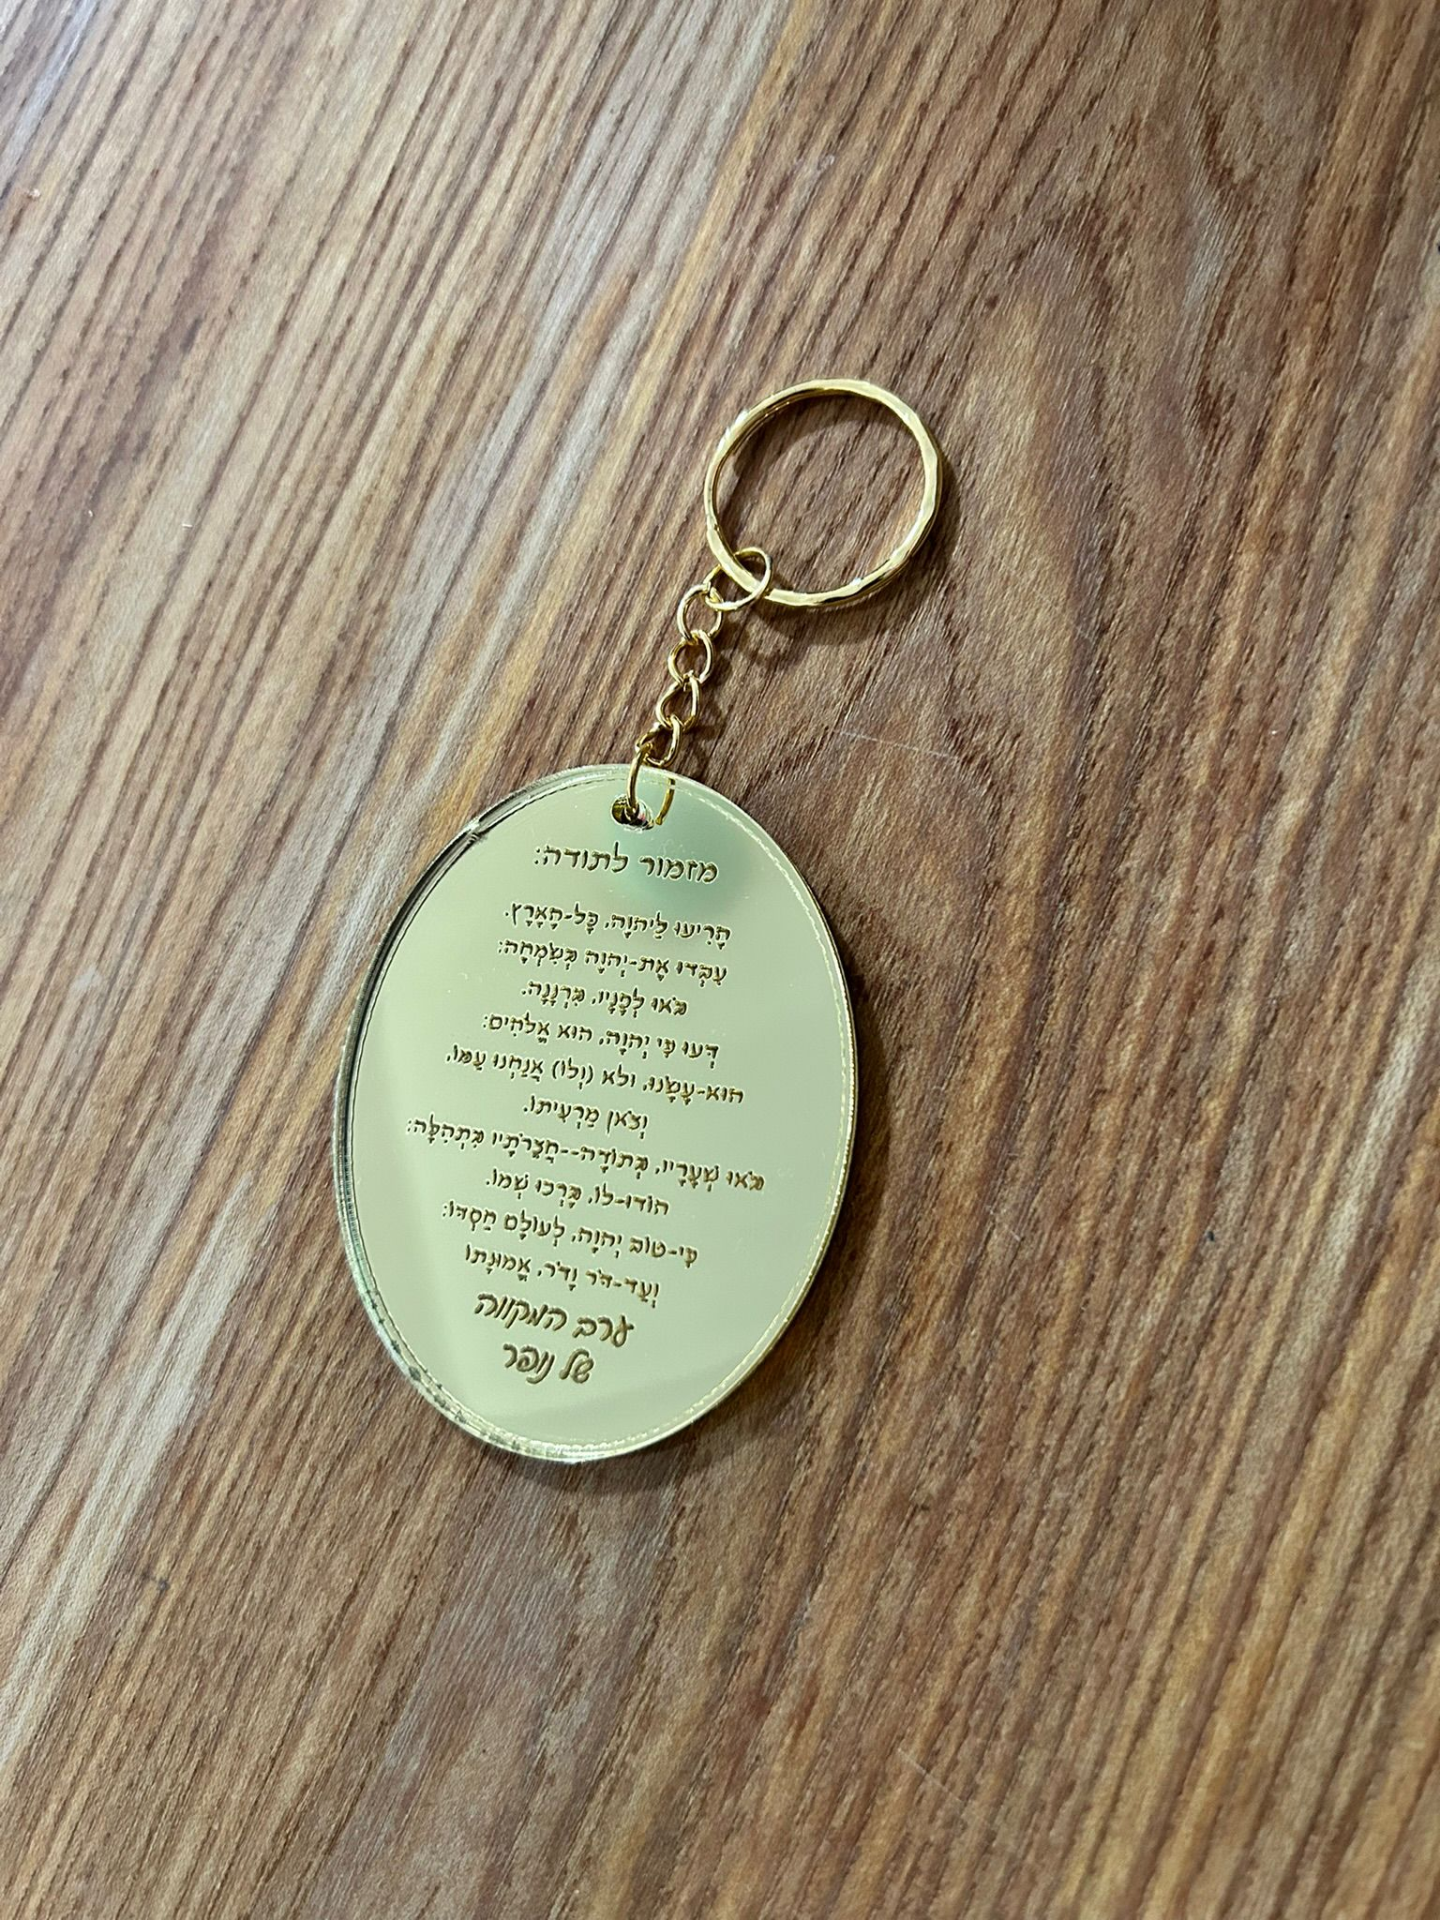 מזמור לתודה:
הָרִיעוּ לַיהוָה, כָּל-הָאָרֶץ.
עִבְדוּ אֶת-יְהוָה בְּשִׂמְחָה:
בֹּאוּ לְפָנָיו, בִּרְנָנָה.
דְּעוּ כִּי יְהוָה, הוּא אֱלֹהִים:
הוּא-עָשָׂנוּ, ולא (וְלוֹ) אֲנַחְנוּ עַמּוֹ,
וְצֹאן מַרְעִיתוֹ.
בֹּאוּ שְׁעָרָיו, בְּתוֹדָה--חֲצֵרֹתָיו בִּתְהִלָּה:
הוֹדוּ-לוֹ, בָּרְכוּ שְׁמוֹ.
כִּי-טוֹב יְהוָה, לְעוֹלָם חַסְדּוֹ:
וְעַד-דֹּר וָדֹר, אֱמוּנָתוֹ
ערב המקווה
של נופר